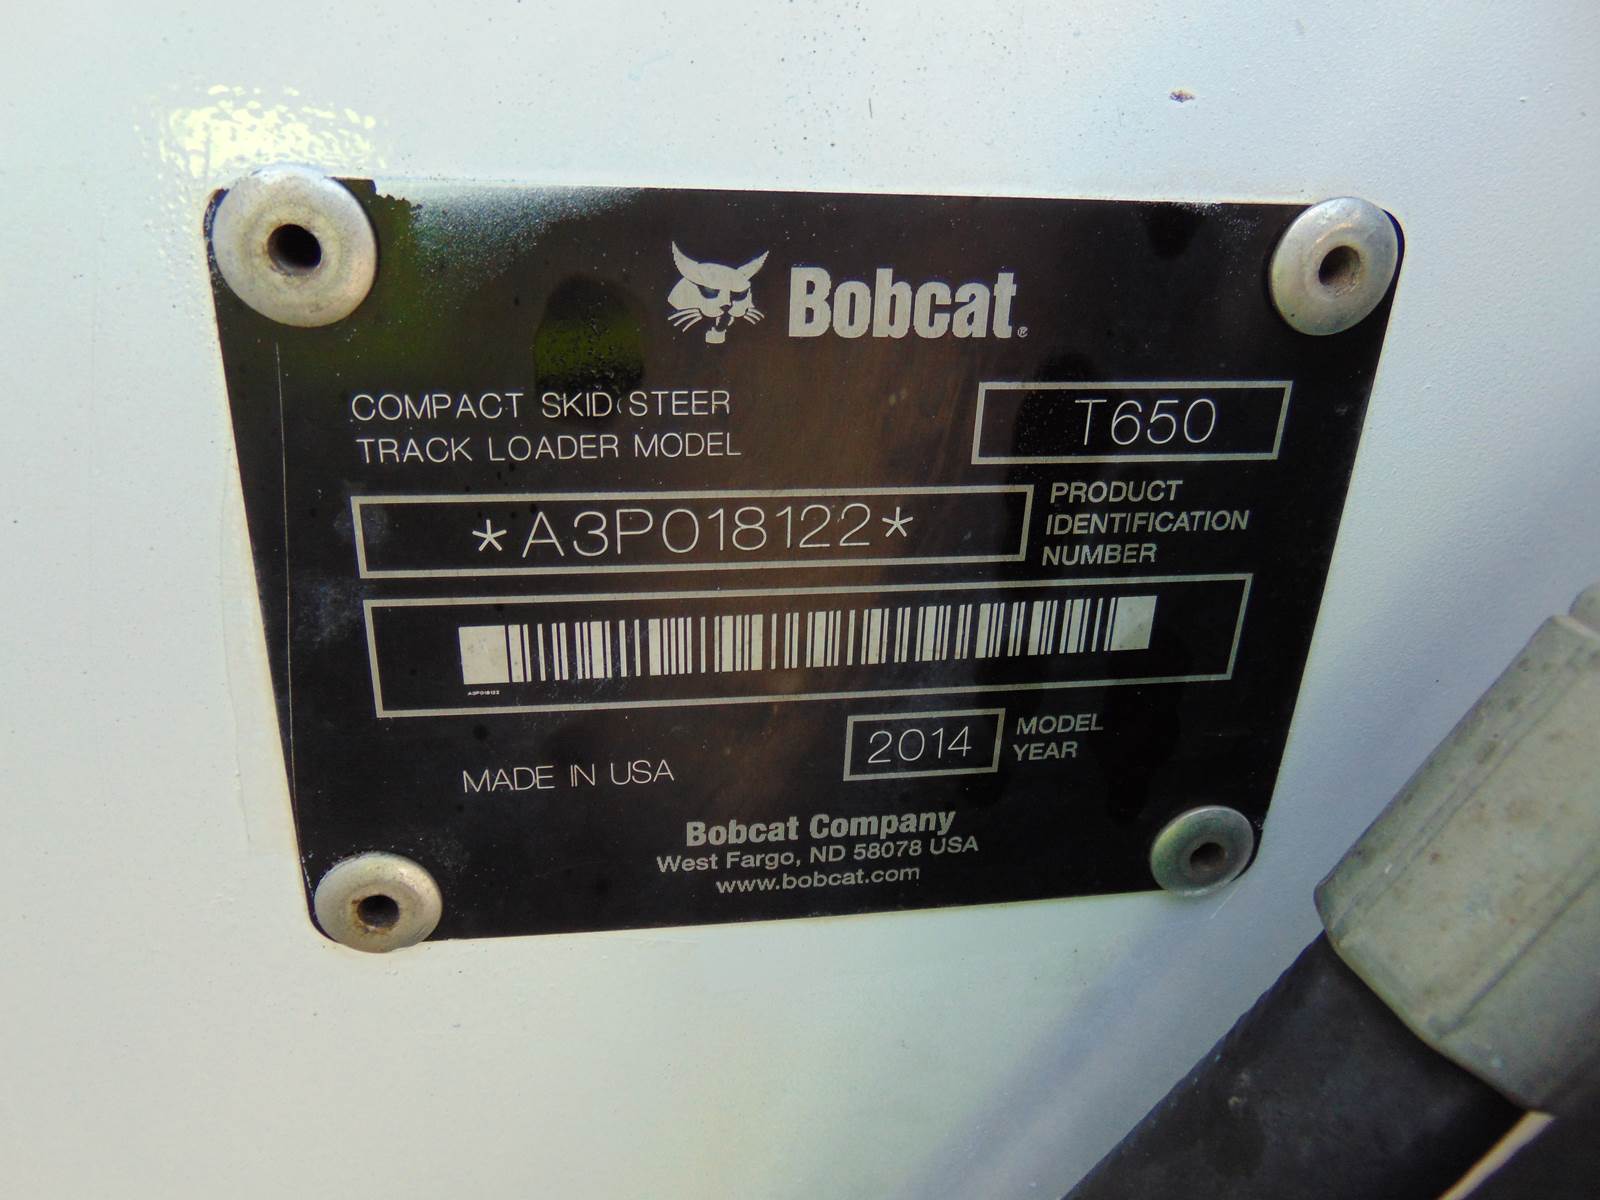 Bobcat®
COMPACT SKID STEER
TRACK LOADER MODEL
T650
*A3P018122*
PRODUCT
IDENTIFICATION
NUMBER
A3P018122
MADE IN USA
2014
MODEL
YEAR
Bobcat Company
West Fargo, ND 58078 USA
www.bobcat.com